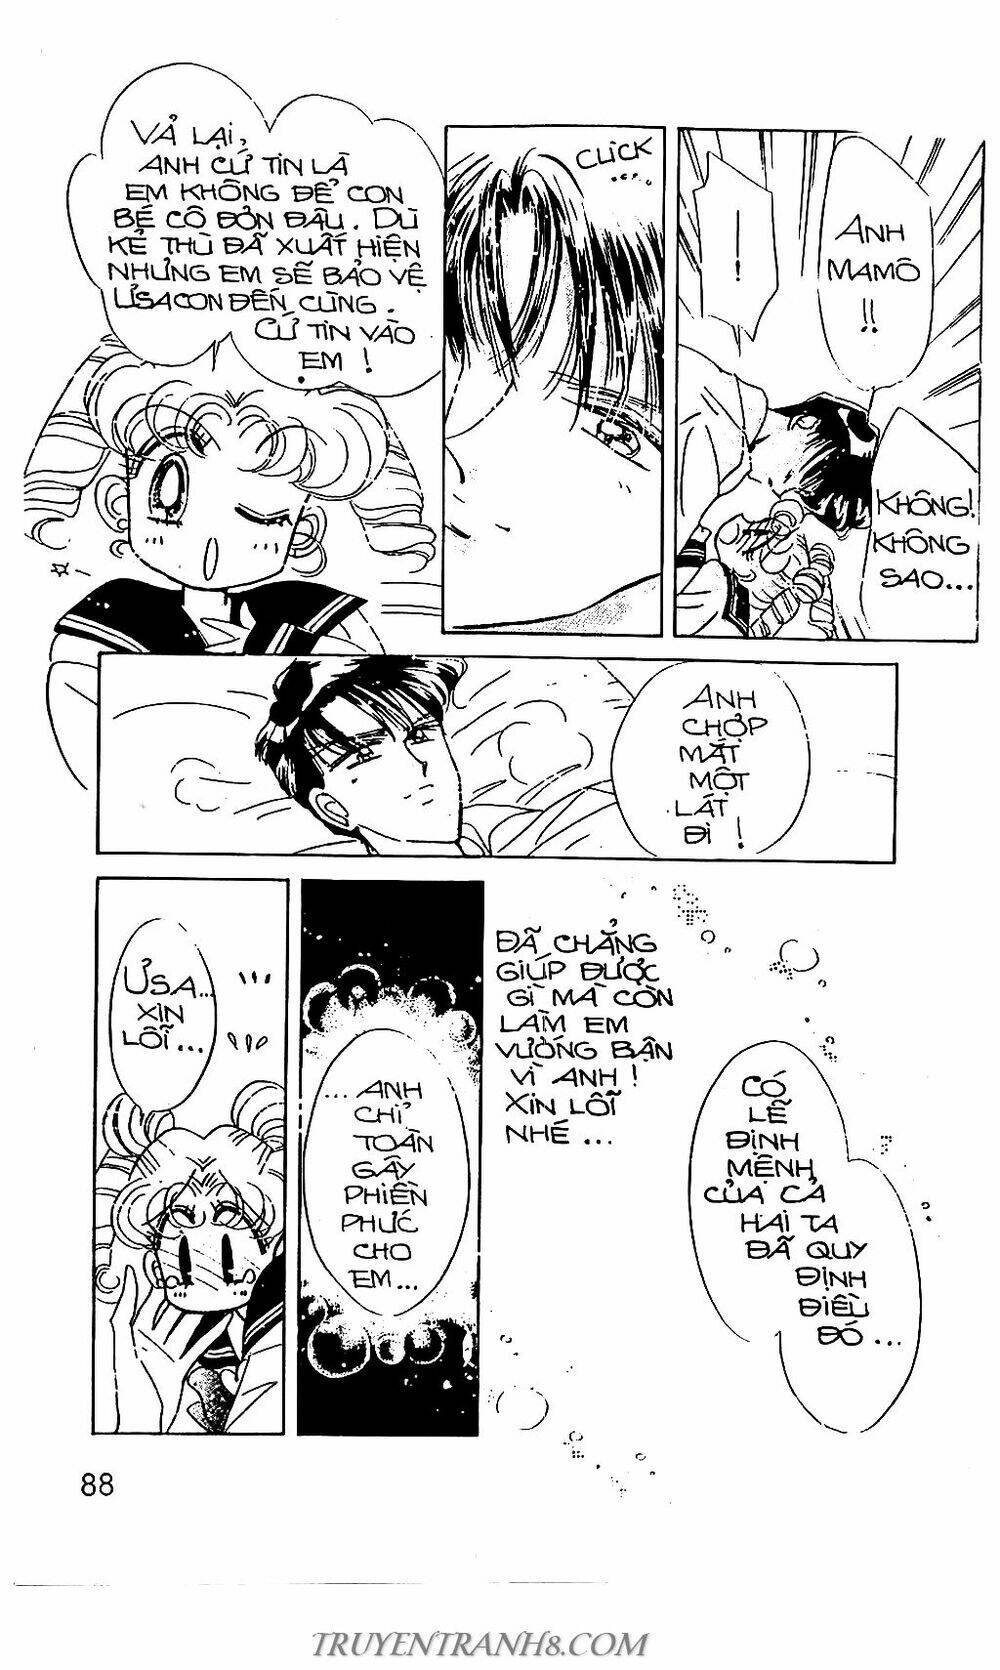 VẢ LẠI,
ANH CỨ TIN LÀ
EM KHÔNG ĐỂ CON
BÉ CÔ ĐƠN ĐÂU. DÙ
KẺ THÙ ĐÃ XUẤT HIỆN
NHƯNG EM SẼ BẢO VỆ
ƯSA CON ĐẾN CÙNG.
CỨ TIN VÀO
EM !
CLICK
...
!
ANH
MAMÔ
!!
KHÔNG!
KHÔNG
SAO...
ANH
CHỢP
MẮT
MỘT
LÁT
ĐI !
ƯSA...
XIN
LỖI ...
... ANH
CHỈ
TOÀN
GÂY
PHIỀN
PHỨC
CHO
EM...
ĐÃ CHẲNG
GIÚP ĐƯỢC
GÌ MÀ CÒN
LÀM EM
VƯỚNG BẬN
VÌ ANH !
XIN LỖI
NHÉ ...
CÓ
LẼ
ĐỊNH
MỆNH
CỦA CẢ
HAI TA
ĐÃ QUY
ĐỊNH
ĐIỀU
ĐÓ ...
88
TRUYENTRANH8.COM